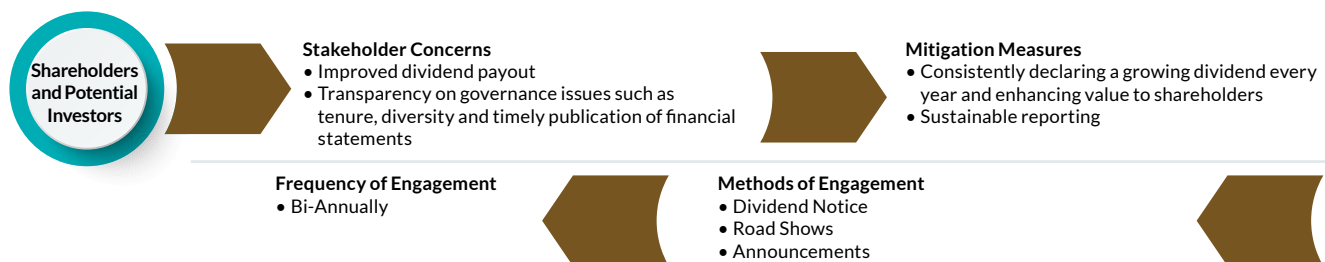 Shareholders
and Potential
Investors
Stakeholder Concerns
• Improved dividend payout
• Transparency on governance issues such as
tenure, diversity and timely publication of financial
statements
Mitigation Measures
• Consistently declaring a growing dividend every
year and enhancing value to shareholders
• Sustainable reporting
Methods of Engagement
• Dividend Notice
• Road Shows
• Announcements
Frequency of Engagement
• Bi-Annually